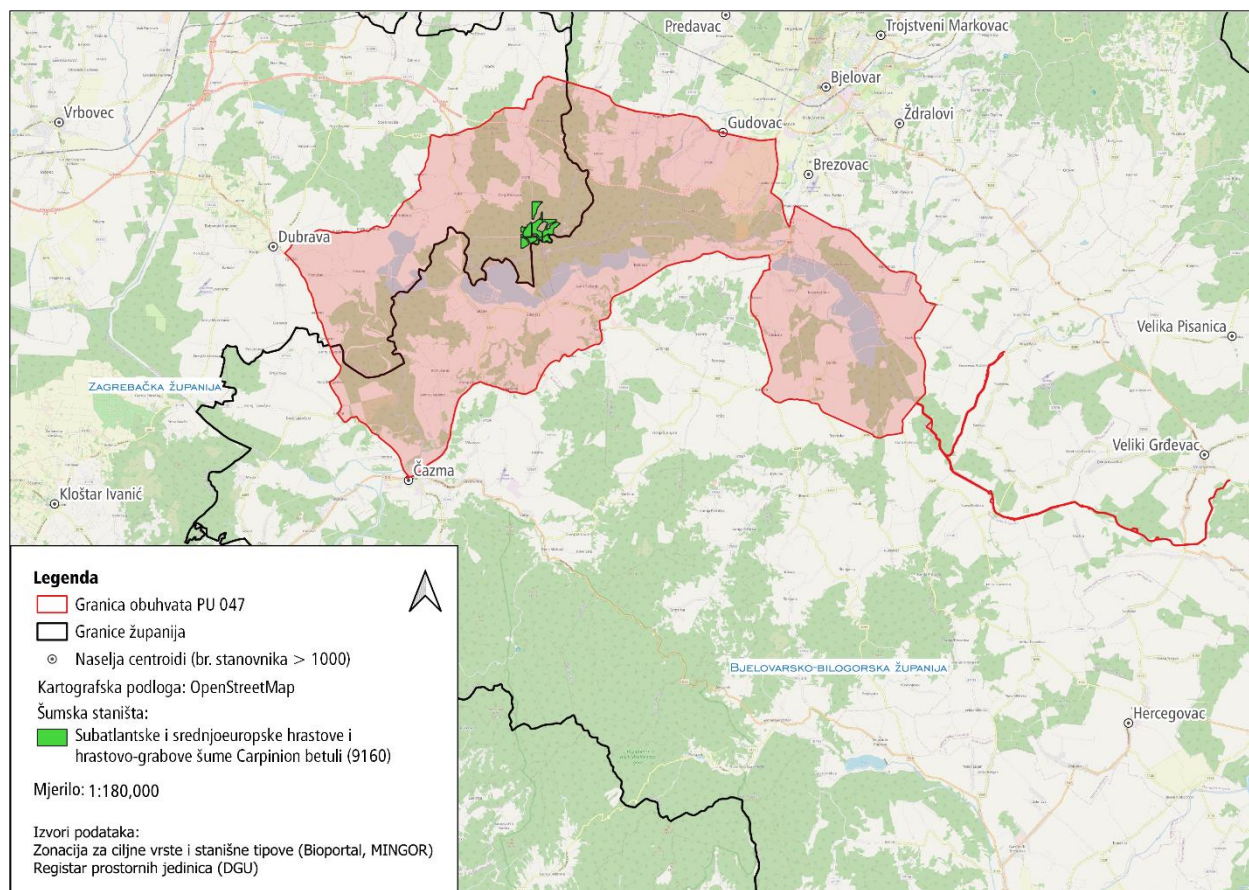 Predavac
Trojstveni Markovac
Bjelovar
Vrbovec
Ždralovi
Gudovac
Brezovac
Dubrava
Velika Pisanica
ZAGREBAČKA ŽUPANIJA
Veliki Grđevac
Čazma
Kloštar Ivanić
BJELOVARSKO-BILOGORSKA ŽUPANIJA
Hercegovac
Legenda
Granica obuhvata PU 047
Granice županija
Naselja centroidi (br. stanovnika > 1000)
Kartografska podloga: OpenStreetMap
Šumska staništa:
Subatlantske i srednjoeuropske hrastove i
hrastovo-grabove šume Carpinion betuli (9160)
Mjerilo: 1:180,000
Izvori podataka:
Zonacija za ciljne vrste i stanišne tipove (Bioportal, MINGOR)
Registar prostornih jedinica (DGU)